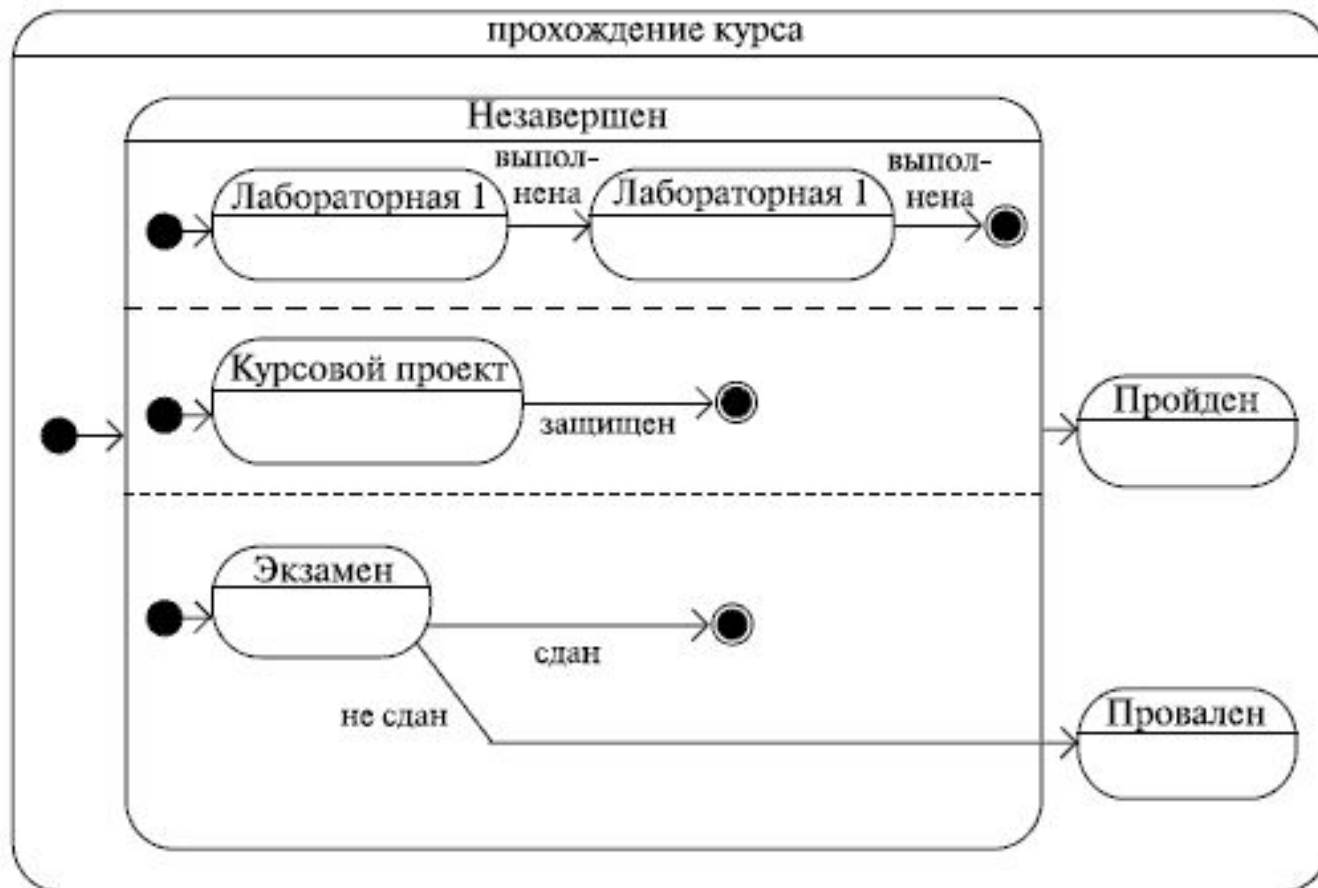 прохождение курса
Незавершен
Лабораторная 1
выпол-
нена
Лабораторная 1
выпол-
нена
Курсовой проект
защищен
Пройден
Экзамен
сдан
не сдан
Провален